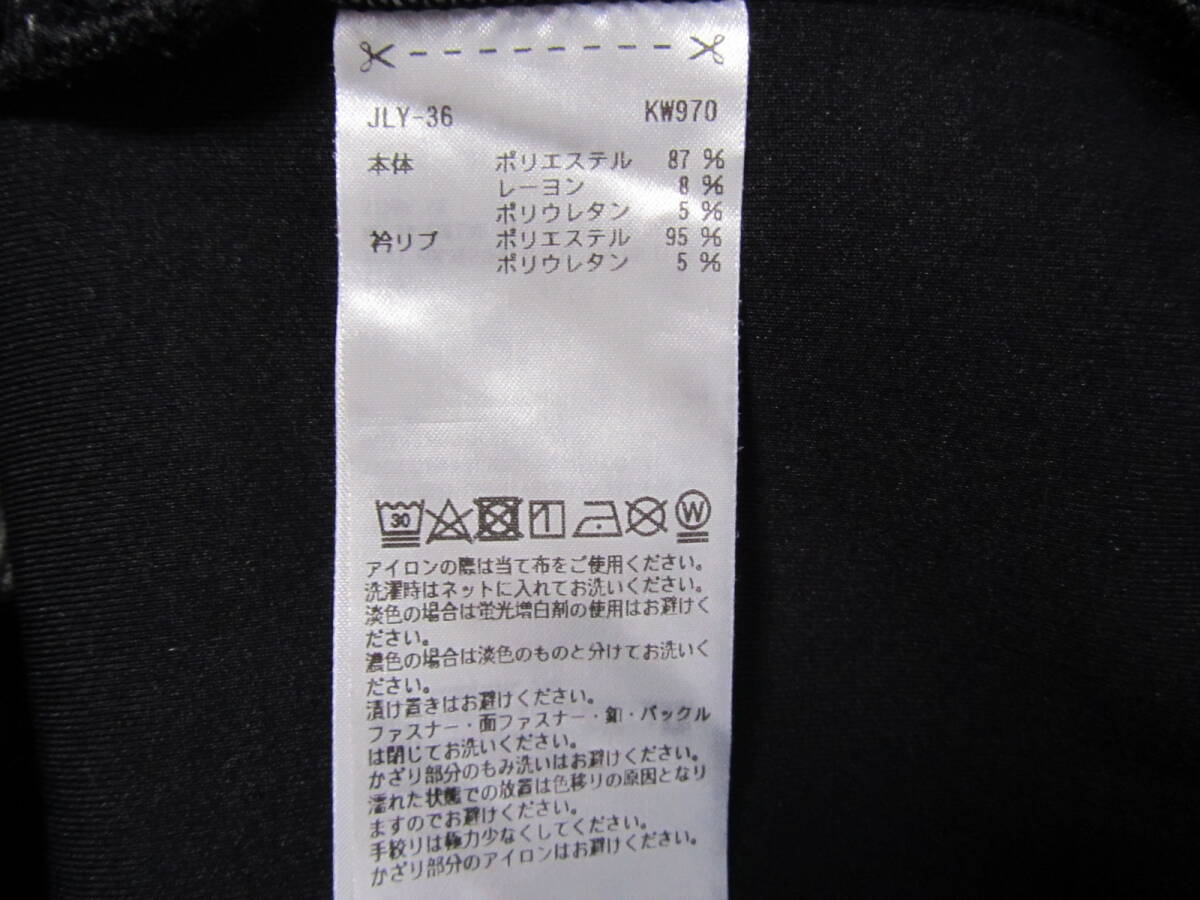 JLY-36 KW970
本体 ポリエステル 87 %
レーヨン 8 %
ポリウレタン 5 %
衿リブ ポリエステル 95 %
ポリウレタン 5 %
30 W
アイロンの際は当て布をご使用ください。
洗濯時はネットに入れてお洗いください。
淡色の場合は蛍光増白剤の使用はお避けく
ださい。
濃色の場合は淡色のものと分けてお洗いく
ださい。
漬け置きはお避けください。
ファスナー・面ファスナー・釦・バックル
は閉じてお洗いください。
かざり部分のもみ洗いはお避けください。
濡れた状態での放置は色移りの原因となり
ますのでお避けください。
手絞りは極力少なくしてください。
かざり部分のアイロンはお避けください。